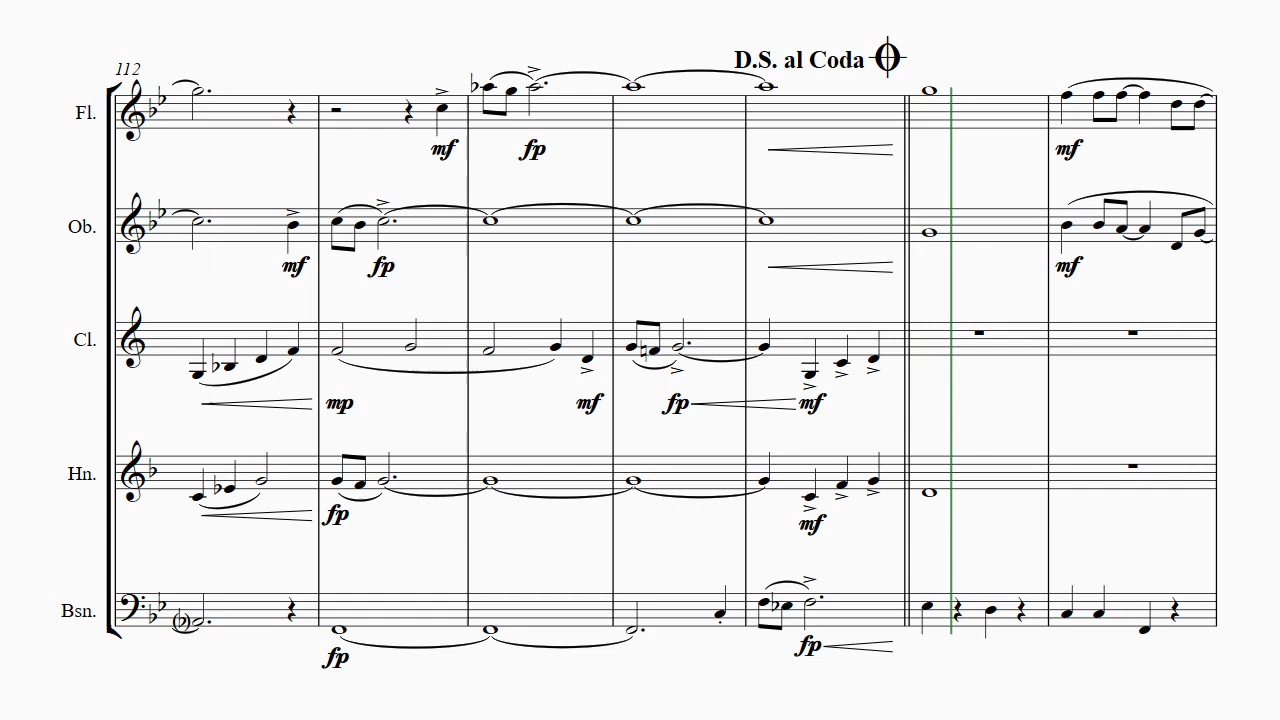 D.S. al Coda
112
Fl.
mf fp mf
Ob.
mf fp mf
Cl.
mp mf fp mf
Hn.
fp mf
Bsn.
fp fp